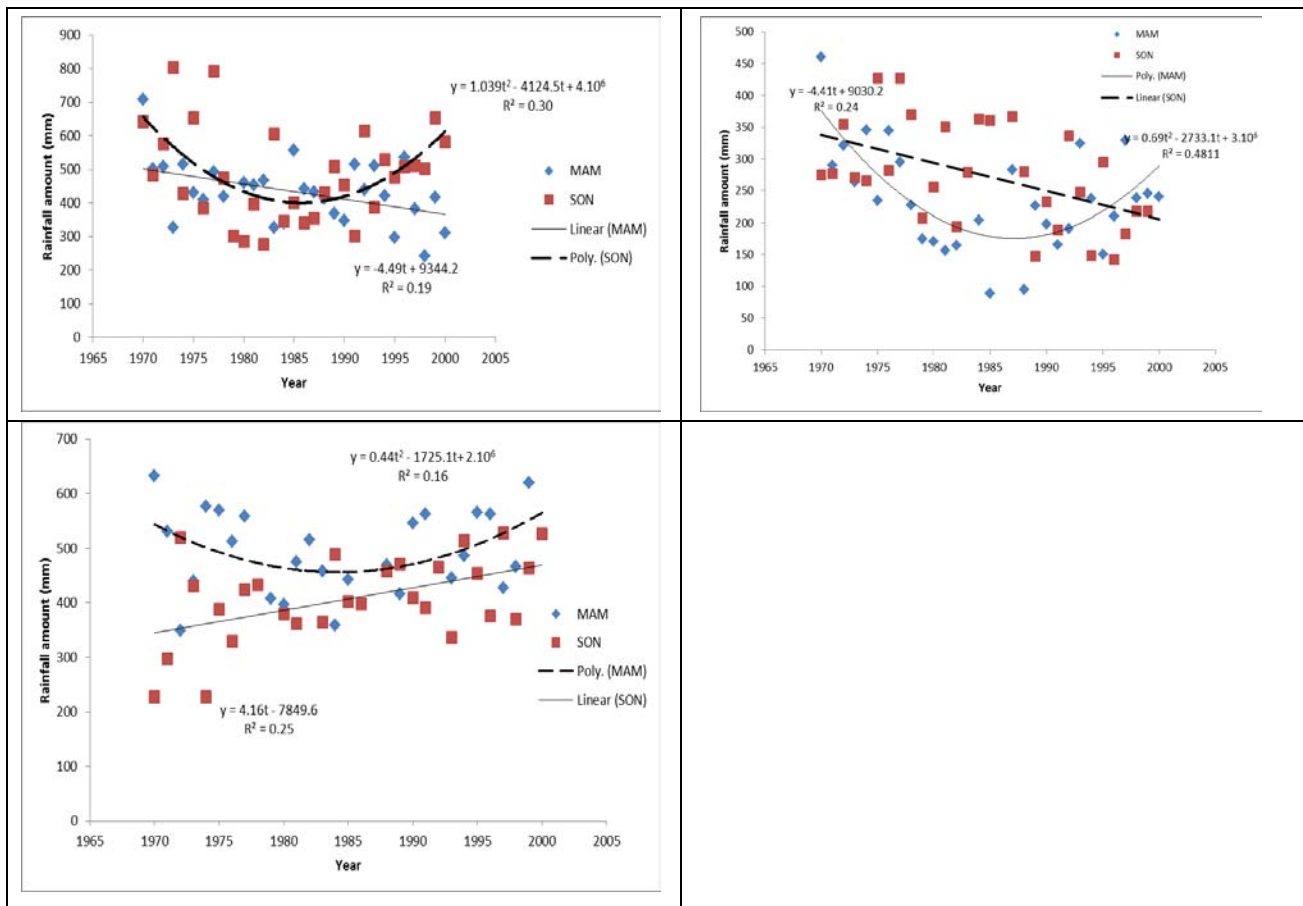 900
800
700
600
500
400
300
200
100
0
Rainfall amount (mm)
1965 1970 1975 1980 1985 1990 1995 2000 2005
Year
y = 1.039t² - 4124.5t + 4.10⁶
R² = 0.30
y = -4.49t + 9344.2
R² = 0.19
MAM
SON
Linear (MAM)
Poly. (SON)
500
450
400
350
300
250
200
150
100
50
0
Rainfall amount (mm)
1965 1970 1975 1980 1985 1990 1995 2000 2005
Year
MAM
SON
Poly. (MAM)
Linear (SON)
y = -4.41t + 9030.2
R² = 0.24
y = 0.69t² - 2733.1t + 3.10⁶
R² = 0.4811
700
600
500
400
300
200
100
0
Rainfall amount (mm)
1965 1970 1975 1980 1985 1990 1995 2000 2005
Year
y = 0.44t² - 1725.1t+ 2.10⁶
R² = 0.16
y = 4.16t - 7849.6
R² = 0.25
MAM
SON
Poly. (MAM)
Linear (SON)